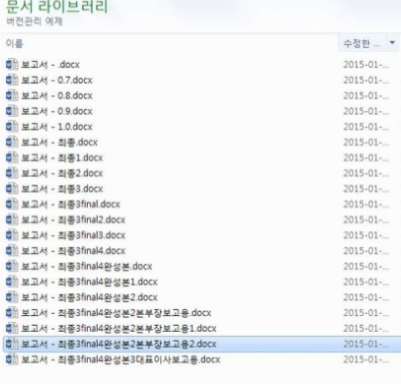 문서 라이브러리
버전관리 예제
이름 수정한 ...
보고서 - .docx 2015-01-...
보고서 - 0.7.docx 2015-01-...
보고서 - 0.8.docx 2015-01-...
보고서 - 0.9.docx 2015-01-...
보고서 - 1.0.docx 2015-01-...
보고서 - 최종.docx 2015-01-...
보고서 - 최종1.docx 2015-01-...
보고서 - 최종2.docx 2015-01-...
보고서 - 최종3.docx 2015-01-...
보고서 - 최종3final.docx 2015-01-...
보고서 - 최종3final2.docx 2015-01-...
보고서 - 최종3final3.docx 2015-01-...
보고서 - 최종3final4.docx 2015-01-...
보고서 - 최종3final4완성본.docx 2015-01-...
보고서 - 최종3final4완성본1.docx 2015-01-...
보고서 - 최종3final4완성본2.docx 2015-01-...
보고서 - 최종3final4완성본2본부장보고용.docx 2015-01-...
보고서 - 최종3final4완성본2본부장보고용1.docx 2015-01-...
보고서 - 최종3final4완성본2본부장보고용2.docx 2015-01-...
보고서 - 최종3final4완성본3대표이사보고용.docx 2015-01-...